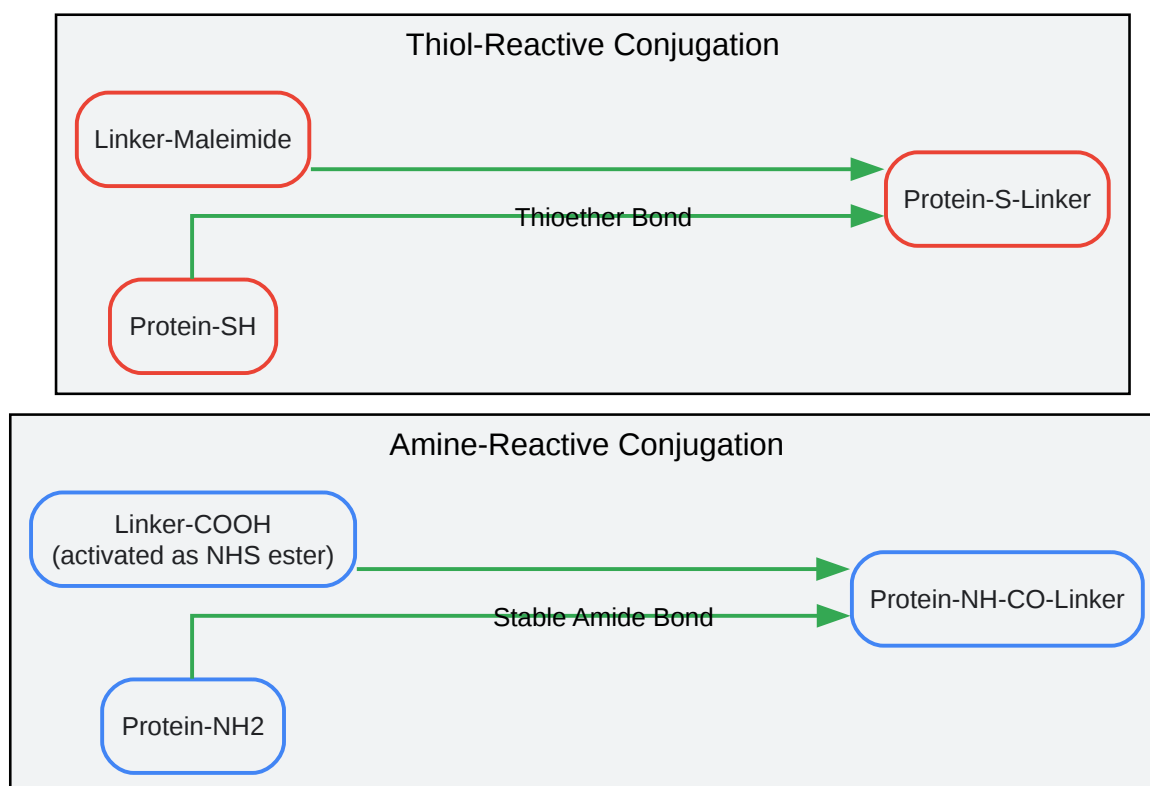 Thiol-Reactive Conjugation
Linker-Maleimide
Protein-S-Linker
Thioether Bond
Protein-SH
Amine-Reactive Conjugation
Linker-COOH
(activated as NHS ester)
Protein-NH-CO-Linker
Stable Amide Bond
Protein-NH2